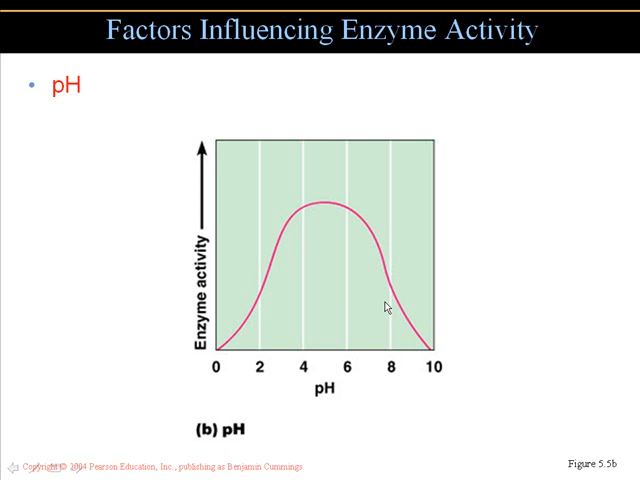 Factors Influencing Enzyme Activity
• pH
Enzyme activity
0 2 4 6 8 10
pH
(b) pH
Copyright © 2004 Pearson Education, Inc., publishing as Benjamin Cummings
Figure 5.5b